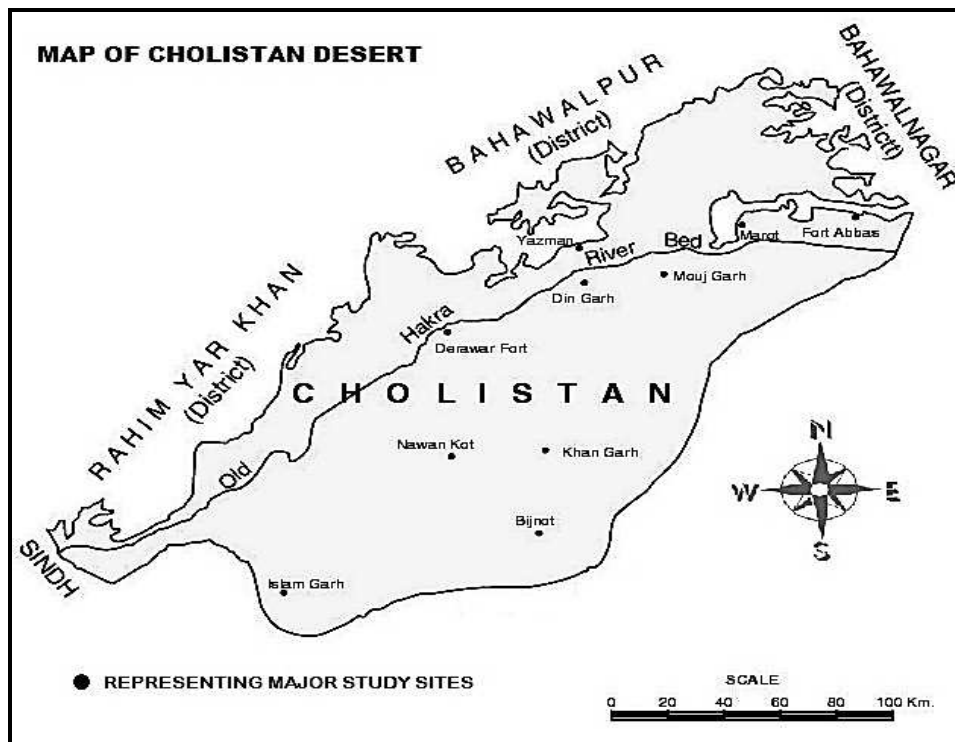 MAP OF CHOLISTAN DESERT
BAHAWALPUR
(District)
BAHAWALNAGAR
(Districtt)
RAHIM YAR KHAN
(District)
SINDH
Yazman
Marot
Fort Abbas
Old Hakra River Bed
Mouj Garh
Din Garh
Derawar Fort
CHOLISTAN
Nawan Kot
Khan Garh
Bijnot
Islam Garh
N
W
E
S
REPRESENTING MAJOR STUDY SITES
SCALE
0 20 40 60 80 100 Km.